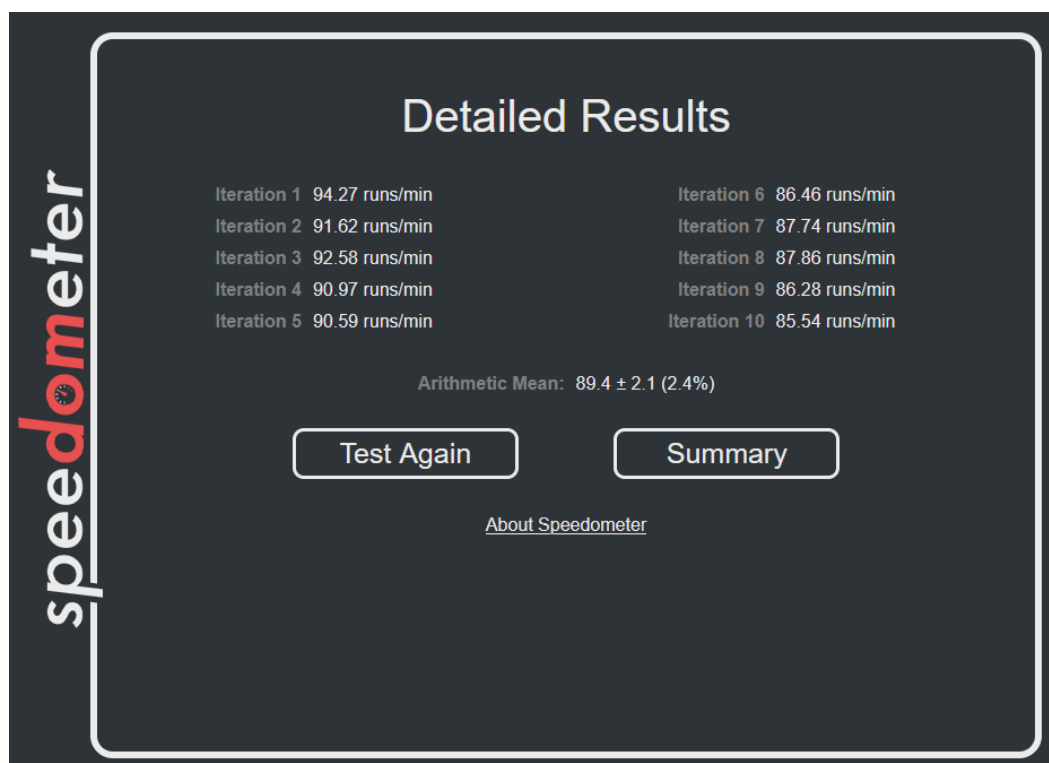 speedometer
Detailed Results
Iteration 1 94.27 runs/min
Iteration 2 91.62 runs/min
Iteration 3 92.58 runs/min
Iteration 4 90.97 runs/min
Iteration 5 90.59 runs/min
Iteration 6 86.46 runs/min
Iteration 7 87.74 runs/min
Iteration 8 87.86 runs/min
Iteration 9 86.28 runs/min
Iteration 10 85.54 runs/min
Arithmetic Mean: 89.4 ± 2.1 (2.4%)
Test Again
Summary
About Speedometer